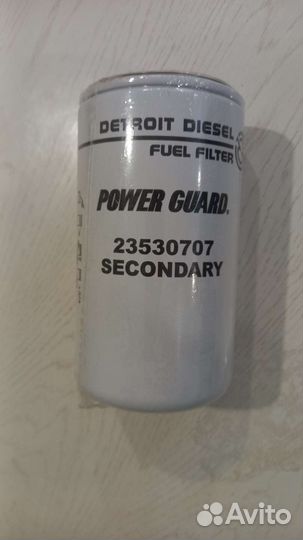 DETROIT DIESEL
FUEL FILTER
POWER GUARD®
23530707
SECONDARY
Avito